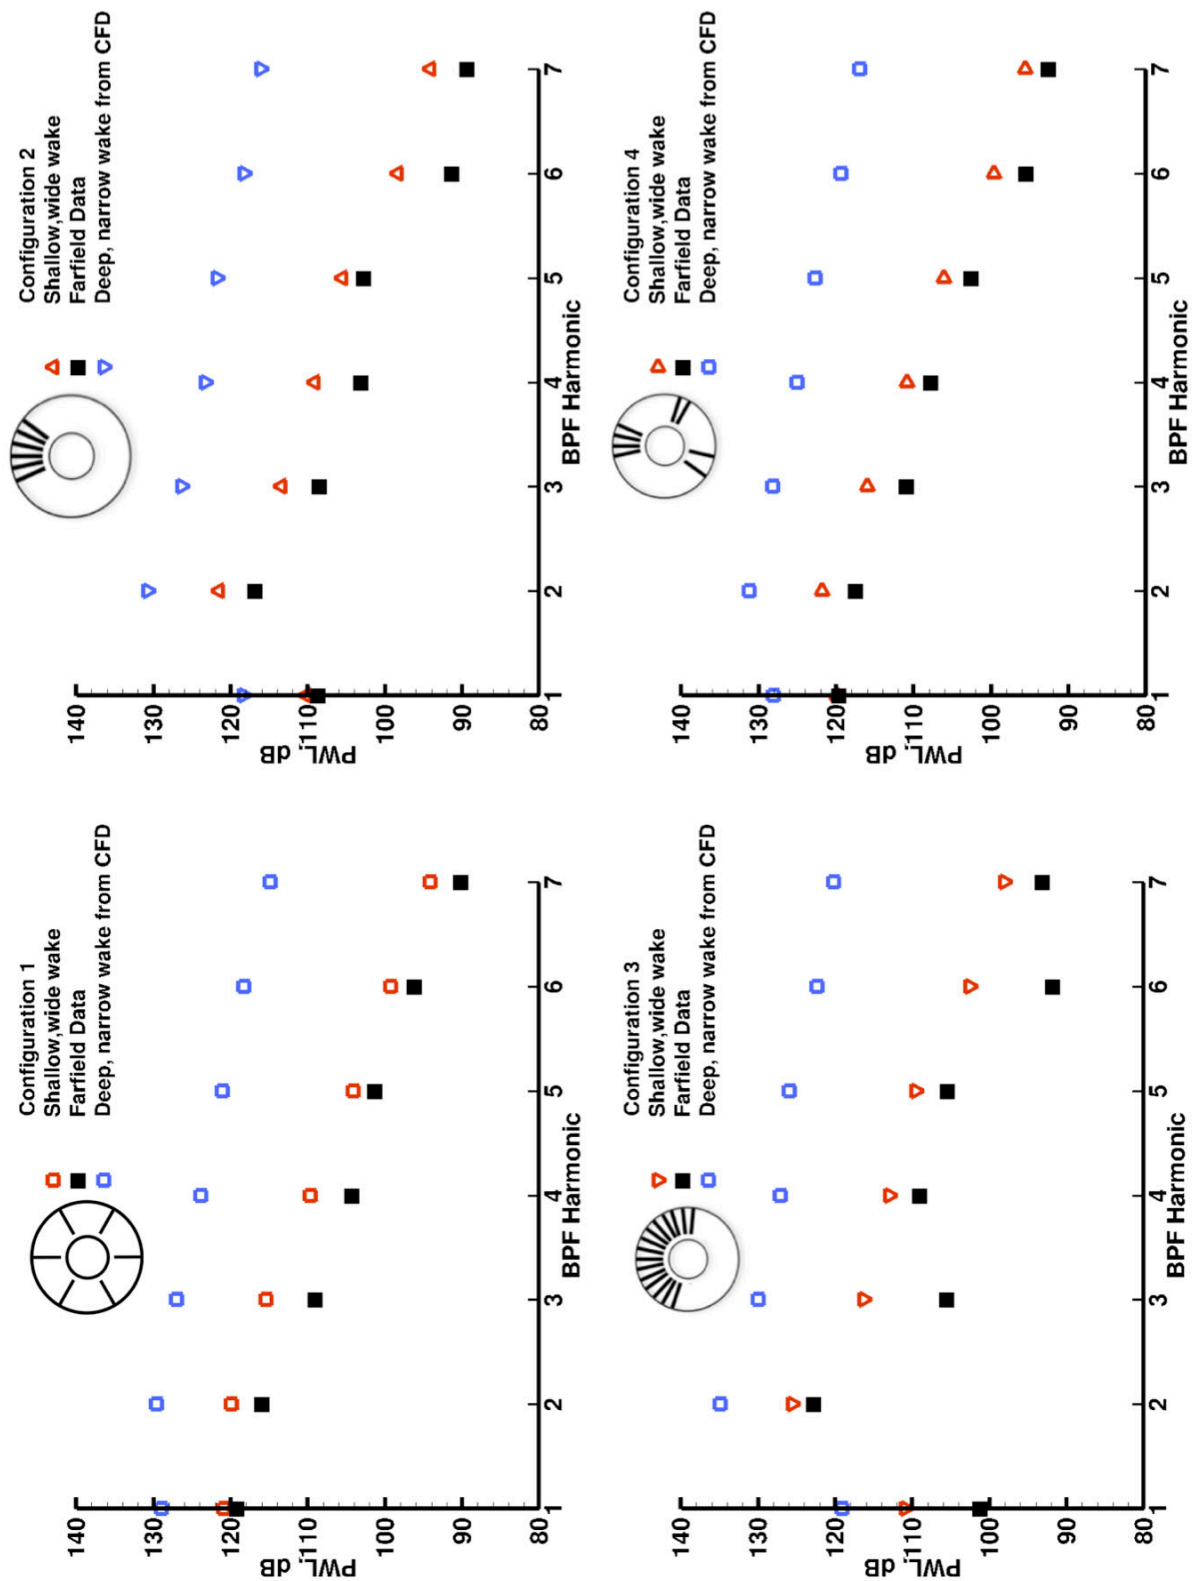 Configuration 1
Shallow,wide wake
Farfield Data
Deep, narrow wake from CFD
PWL, dB
140
130
120
110
100
90
80
1
2
3
4
5
6
7
BPF Harmonic
Configuration 2
Shallow,wide wake
Farfield Data
Deep, narrow wake from CFD
PWL, dB
140
130
120
110
100
90
80
1
2
3
4
5
6
7
BPF Harmonic
Configuration 3
Shallow,wide wake
Farfield Data
Deep, narrow wake from CFD
PWL, dB
140
130
120
110
100
90
80
1
2
3
4
5
6
7
BPF Harmonic
Configuration 4
Shallow,wide wake
Farfield Data
Deep, narrow wake from CFD
PWL, dB
140
130
120
110
100
90
80
1
2
3
4
5
6
7
BPF Harmonic